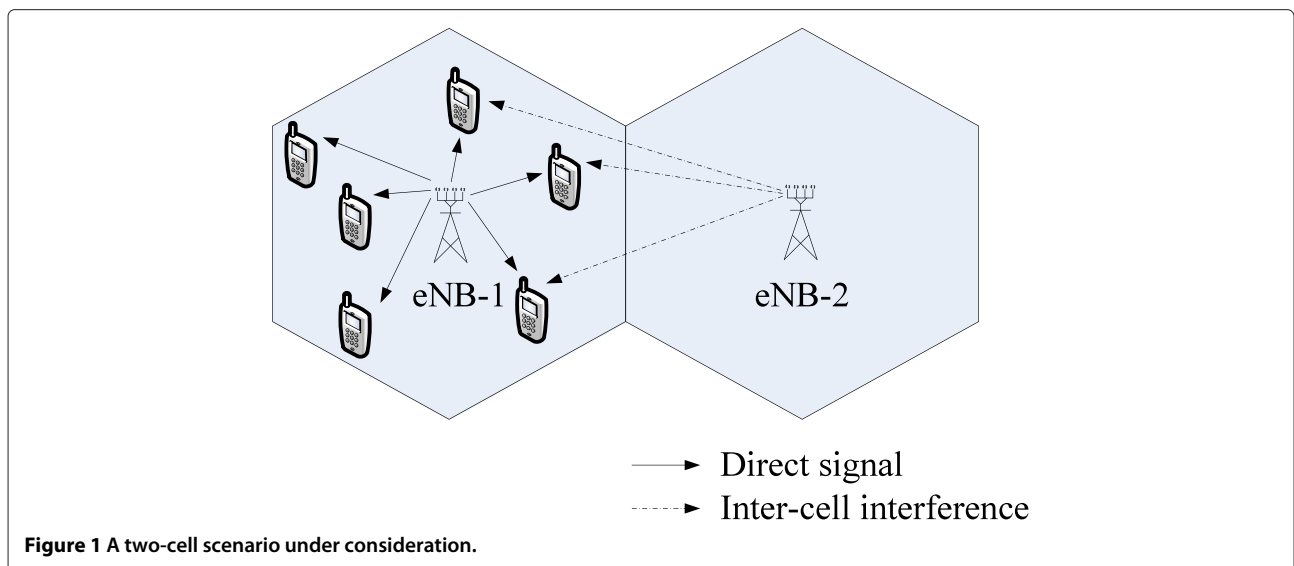 eNB-1
eNB-2
Direct signal
Inter-cell interference
Figure 1 A two-cell scenario under consideration.